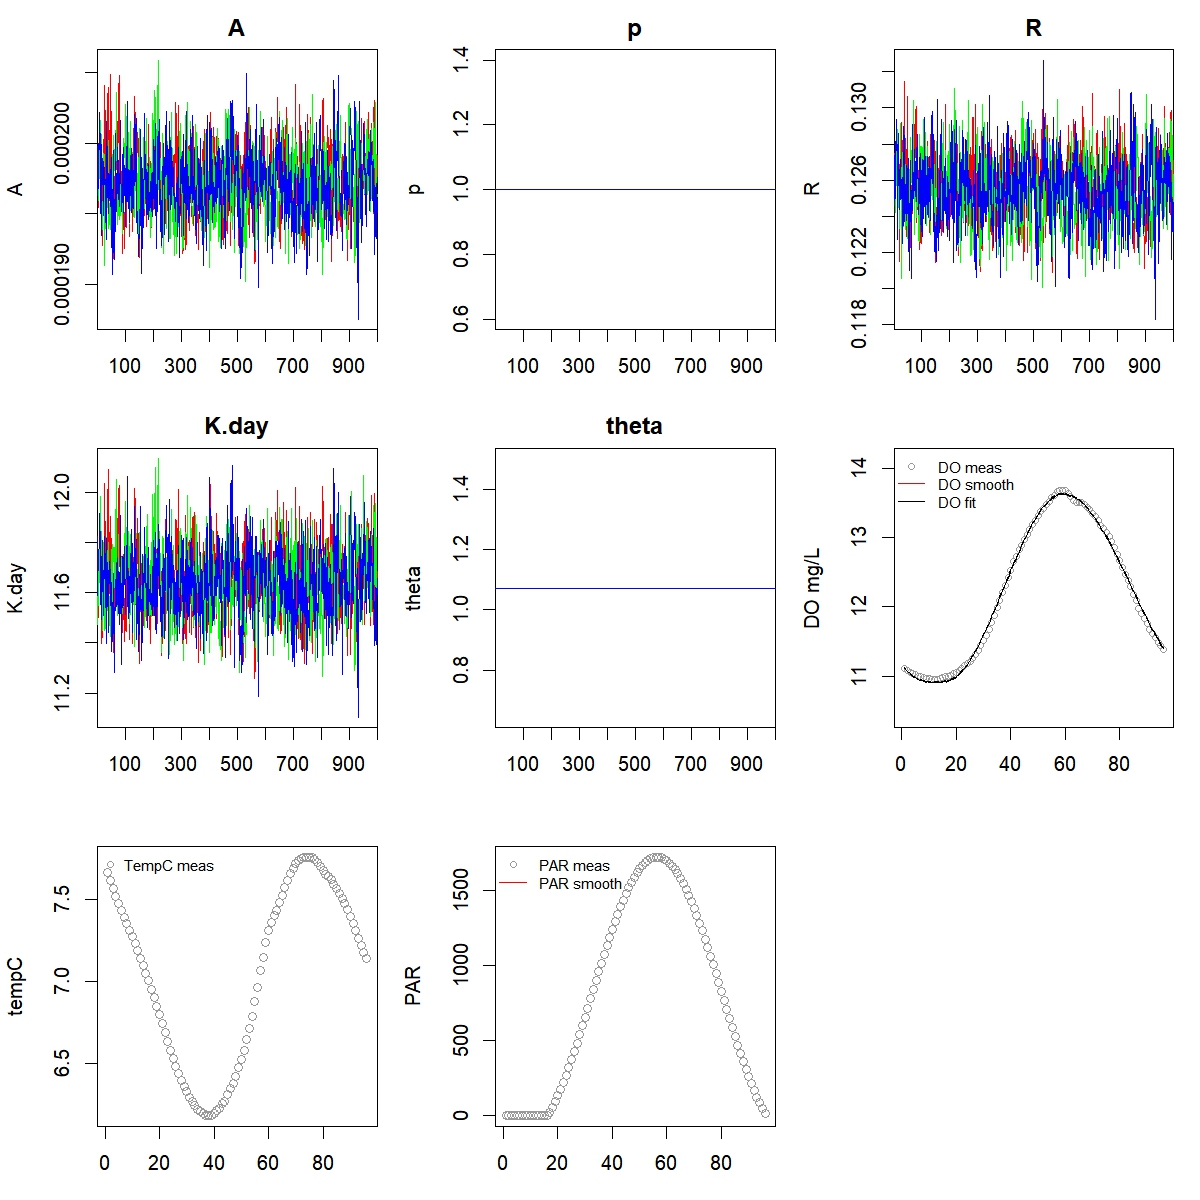 A
p
R
A
0.000190 0.000200
100 300 500 700 900
p
0.6 0.8 1.0 1.2 1.4
100 300 500 700 900
R
0.118 0.122 0.126 0.130
100 300 500 700 900
K.day
theta
K.day
11.2 11.6 12.0
100 300 500 700 900
theta
0.8 1.0 1.2 1.4
100 300 500 700 900
DO mg/L
11 12 13 14
DO meas
DO smooth
DO fit
0 20 40 60 80
tempC
6.5 7.0 7.5
TempC meas
0 20 40 60 80
PAR
0 500 1000 1500
PAR meas
PAR smooth
0 20 40 60 80